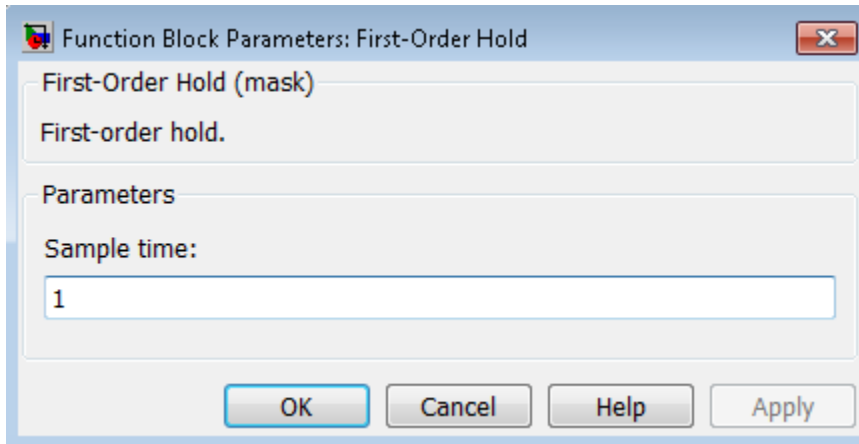 Function Block Parameters: First-Order Hold
First-Order Hold (mask)
First-order hold.
Parameters
Sample time:
1
OK Cancel Help Apply